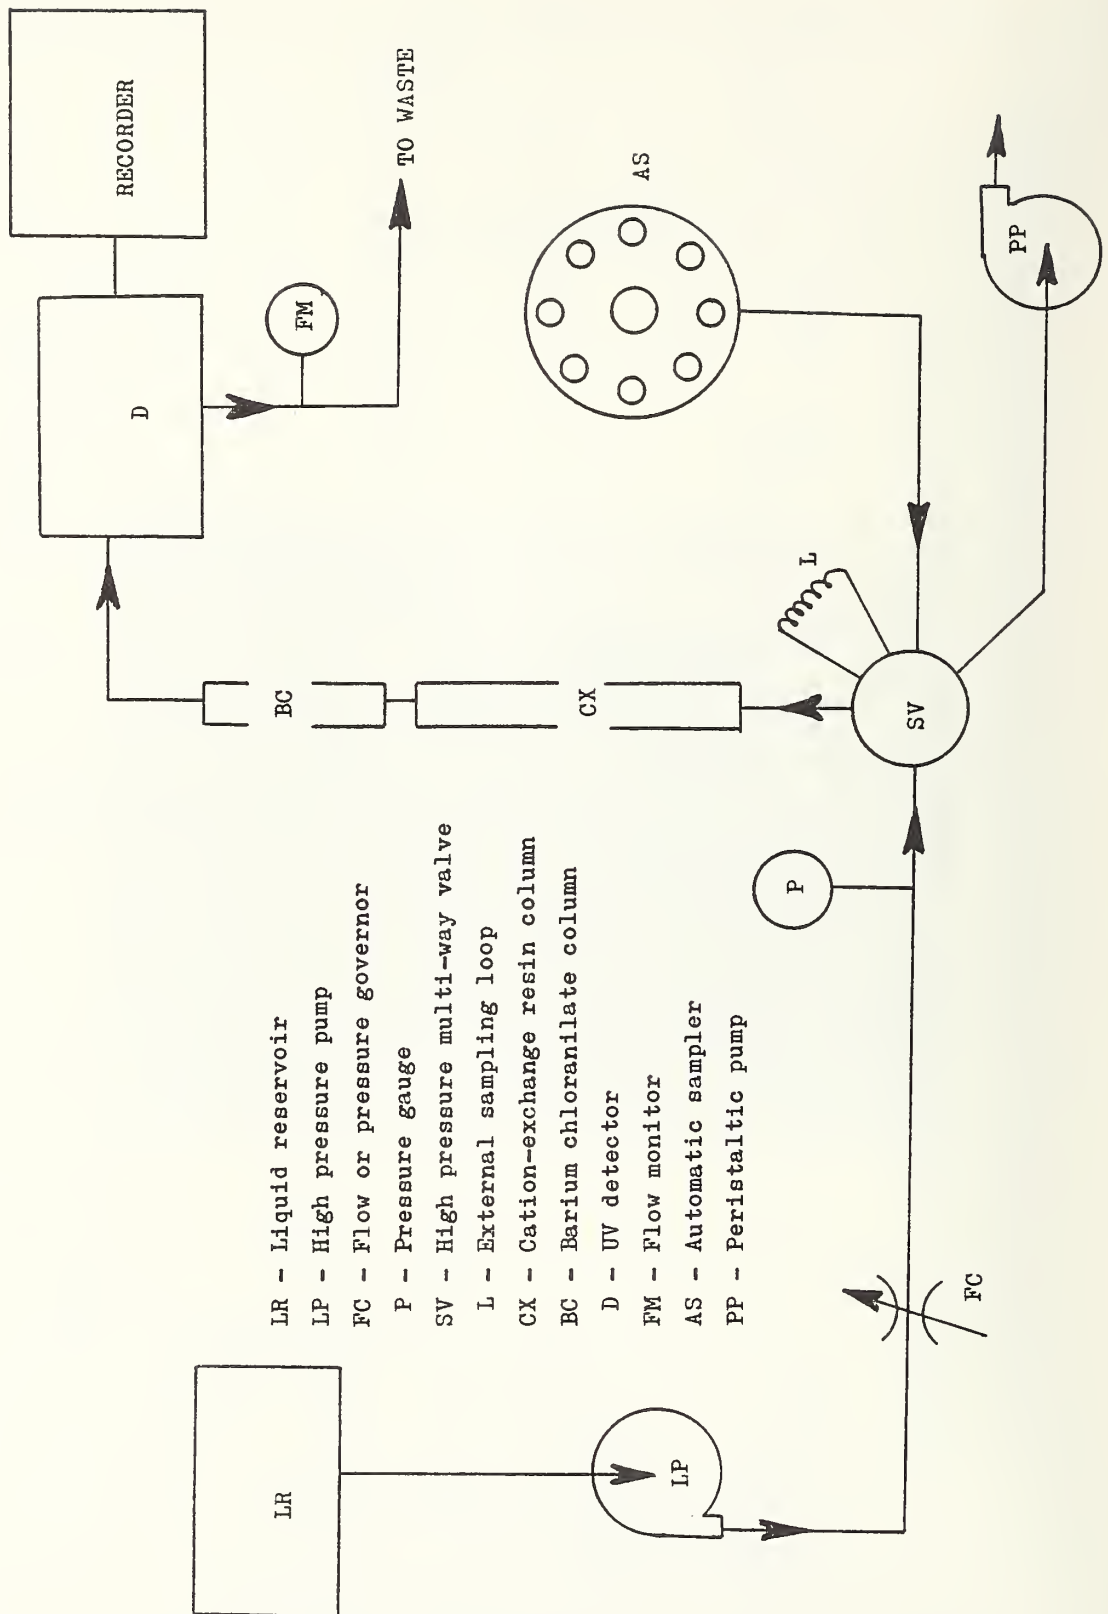 RECORDER
D
FM
TO WASTE
AS
PP
BC
CX
L
SV
P
LR – Liquid reservoir
LP – High pressure pump
FC – Flow or pressure governor
P – Pressure gauge
SV – High pressure multi-way valve
L – External sampling loop
CX – Cation-exchange resin column
BC – Barium chloranilate column
D – UV detector
FM – Flow monitor
AS – Automatic sampler
PP – Peristaltic pump
LR
LP
FC